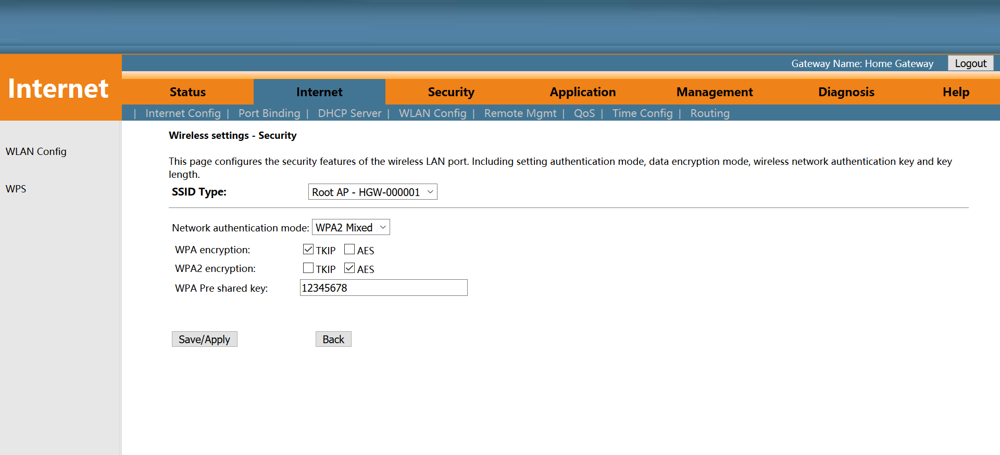 Gateway Name: Home Gateway Logout
Internet
Status Internet Security Application Management Diagnosis Help
| Internet Config | Port Binding | DHCP Server | WLAN Config | Remote Mgmt | QoS | Time Config | Routing
WLAN Config
WPS
Wireless settings - Security
This page configures the security features of the wireless LAN port. Including setting authentication mode, data encryption mode, wireless network authentication key and key
length.
SSID Type: Root AP - HGW-000001
Network authentication mode: WPA2 Mixed
WPA encryption: TKIP AES
WPA2 encryption: TKIP AES
WPA Pre shared key: 12345678
Save/Apply Back